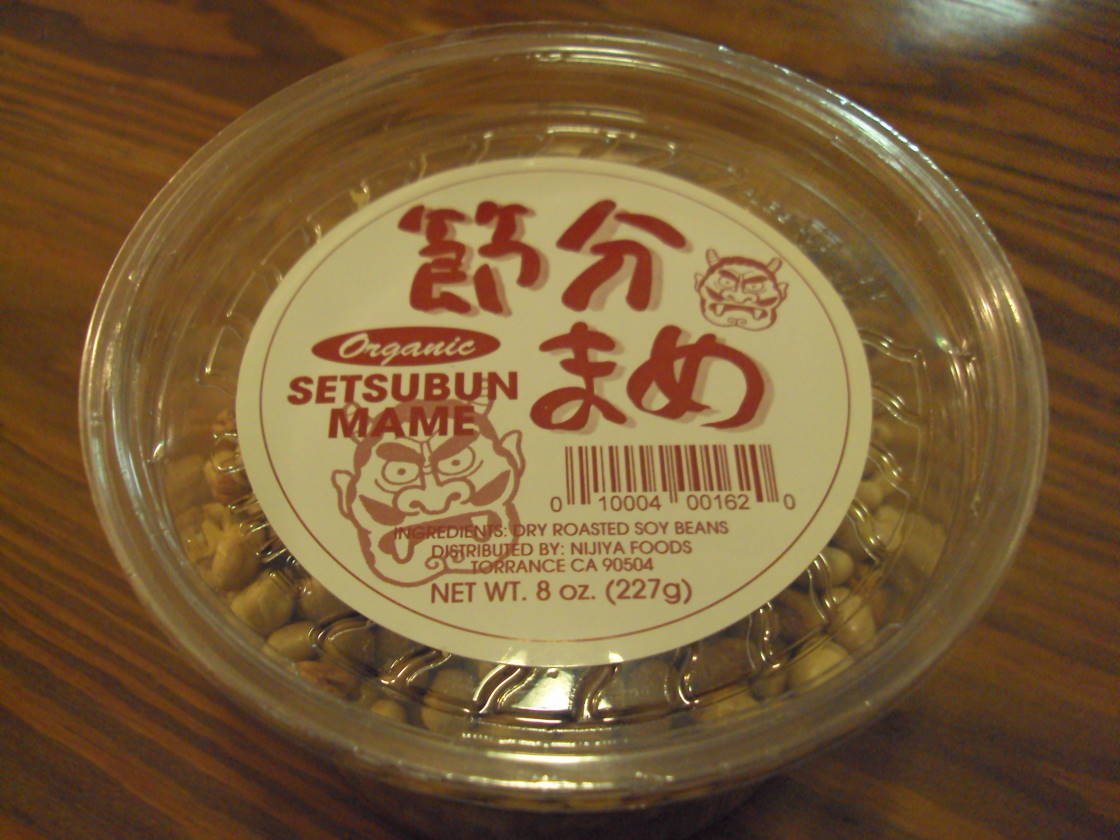 節分
まめ
Organic
SETSUBUN
MAME
0 10004 00162 0
INGREDIENTS: DRY ROASTED SOY BEANS
DISTRIBUTED BY: NIJIYA FOODS
TORRANCE CA 90504
NET WT. 8 oz. (227g)